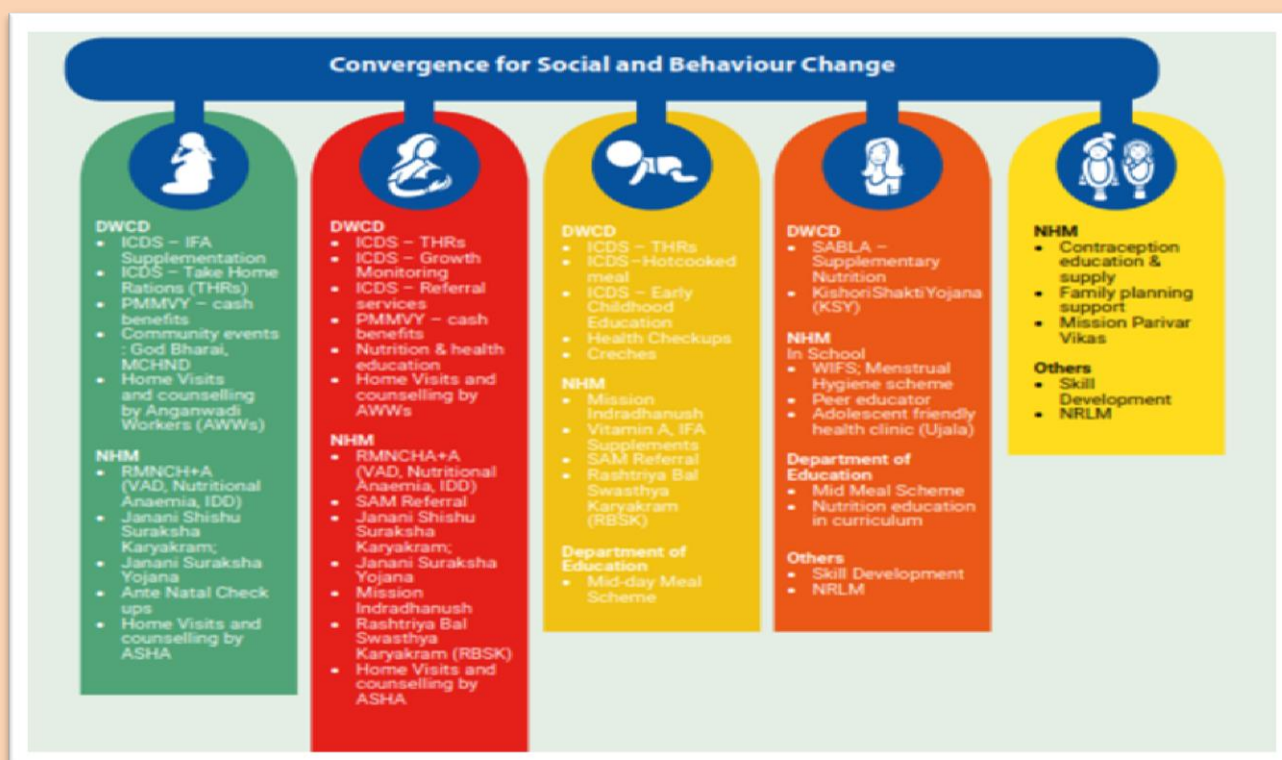 Convergence for Social and Behaviour Change
DWCD
• ICDS – IFA
Supplementation
• ICDS – Take Home
Rations (THRs)
• PMMVY – cash
benefits
• Community events
: God Bharai,
MCHND
• Home Visits
and counselling
by Anganwadi
Workers (AWWs)
NHM
• RMNCH+A
(VAD, Nutritional
Anaemia, IDD)
• Janani Shishu
Suraksha
Karyakram;
• Janani Suraksha
Yojana
• Ante Natal Check
ups
• Home Visits and
counselling by
ASHA
DWCD
• ICDS – THRs
• ICDS – Growth
Monitoring
• ICDS – Referral
services
• PMMVY – cash
benefits
• Nutrition & health
education
• Home Visits and
counselling by
AWWs
NHM
• RMNCHA+A
(VAD, Nutritional
Anaemia, IDD)
• SAM Referral
• Janani Shishu
Suraksha
Karyakram;
• Janani Suraksha
Yojana
• Mission
Indradhanush
• Rashtriya Bal
Swasthya
Karyakram (RBSK)
• Home Visits and
counselling by
ASHA
DWCD
• ICDS – THRs
• ICDS–Hotcooked
meal
• ICDS – Early
Childhood
Education
• Health Checkups
• Creches
NHM
• Mission
Indradhanush
• Vitamin A, IFA
Supplements
• SAM Referral
• Rashtriya Bal
Swasthya
Karyakram
(RBSK)
Department of
Education
• Mid-day Meal
Scheme
DWCD
• SABLA –
Supplementary
Nutrition
• KishoriShaktiYojana
(KSY)
NHM
In School
• WIFS; Menstrual
Hygiene scheme
• Peer educator
• Adolescent friendly
health clinic (Ujala)
Department of
Education
• Mid Meal Scheme
• Nutrition education
in curriculum
Others
• Skill Development
• NRLM
NHM
• Contraception
education &
supply
• Family planning
support
• Mission Parivar
Vikas
Others
• Skill
Development
• NRLM